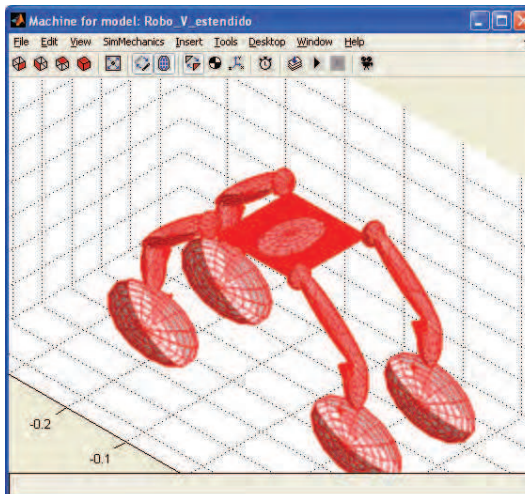 Machine for model: Robo_V_estendido
File Edit View SimMechanics Insert Tools Desktop Window Help
-0.2
-0.1